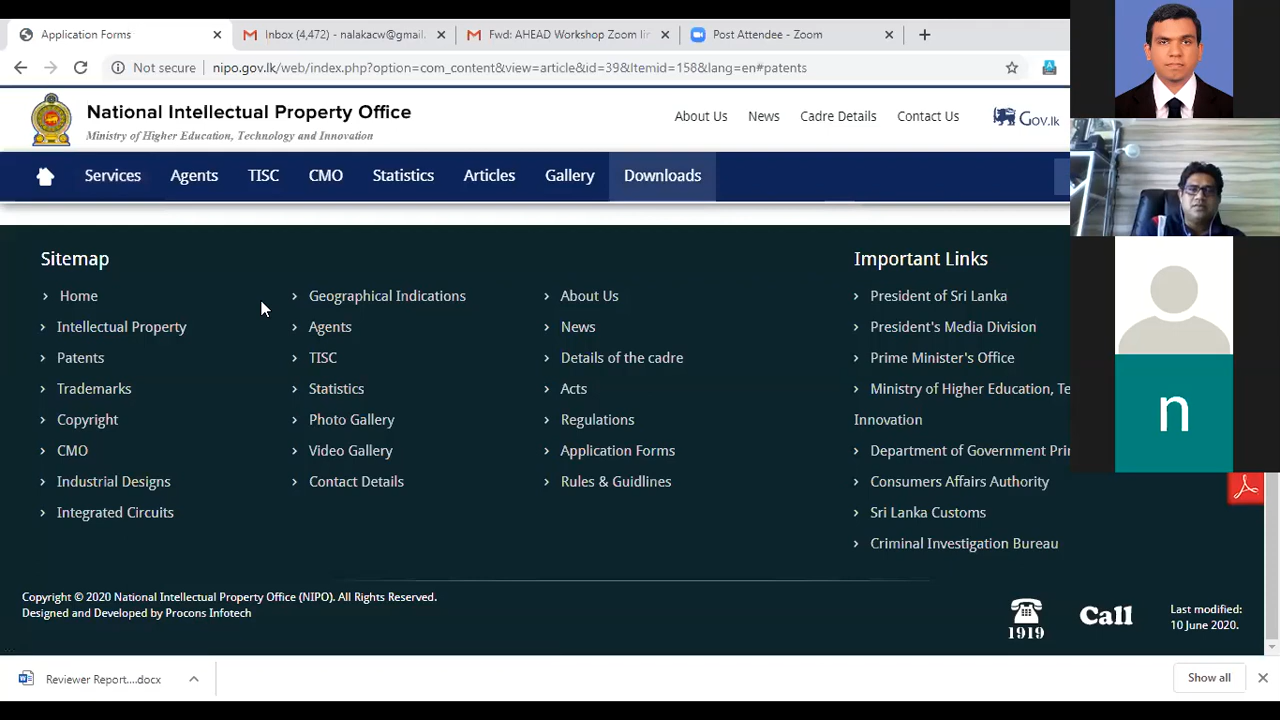 Application Forms
Inbox (4,472) - nalakacw@gmail.
Fwd: AHEAD Workshop Zoom lin
Post Attendee - Zoom
Not secure
nipo.gov.lk/web/index.php?option=com_content&view=article&id=39&Itemid=158&lang=en#patents
National Intellectual Property Office
Ministry of Higher Education, Technology and Innovation
About Us
News
Cadre Details
Contact Us
Gov.lk
Services
Agents
TISC
CMO
Statistics
Articles
Gallery
Downloads
Sitemap
Home
Intellectual Property
Patents
Trademarks
Copyright
CMO
Industrial Designs
Integrated Circuits
Geographical Indications
Agents
TISC
Statistics
Photo Gallery
Video Gallery
Contact Details
About Us
News
Details of the cadre
Acts
Regulations
Application Forms
Rules & Guidlines
Important Links
President of Sri Lanka
President's Media Division
Prime Minister's Office
Ministry of Higher Education, Te
Innovation
Department of Government Pri
Consumers Affairs Authority
Sri Lanka Customs
Criminal Investigation Bureau
n
Copyright © 2020 National Intellectual Property Office (NIPO). All Rights Reserved.
Designed and Developed by Procons Infotech
1919
Call
Last modified:
10 June 2020.
Reviewer Report....docx
Show all